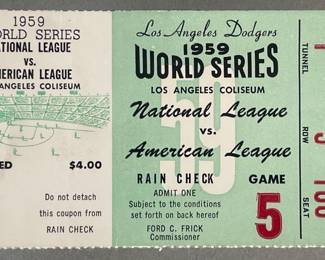 1959
WORLD SERIES
NATIONAL LEAGUE
VS.
AMERICAN LEAGUE
ANGELES COLISEUM
$4.00
Do not detach
this coupon from
RAIN CHECK
Los Angeles Dodgers
1959
WORLD SERIES
LOS ANGELES COLISEUM
59
National League
vs.
American League
RAIN CHECK
GAME
ADMIT ONE
5
Subject to the conditions
set forth on back hereof
FORD C. FRICK
Commissioner
TUNNEL
ROW
SEAT